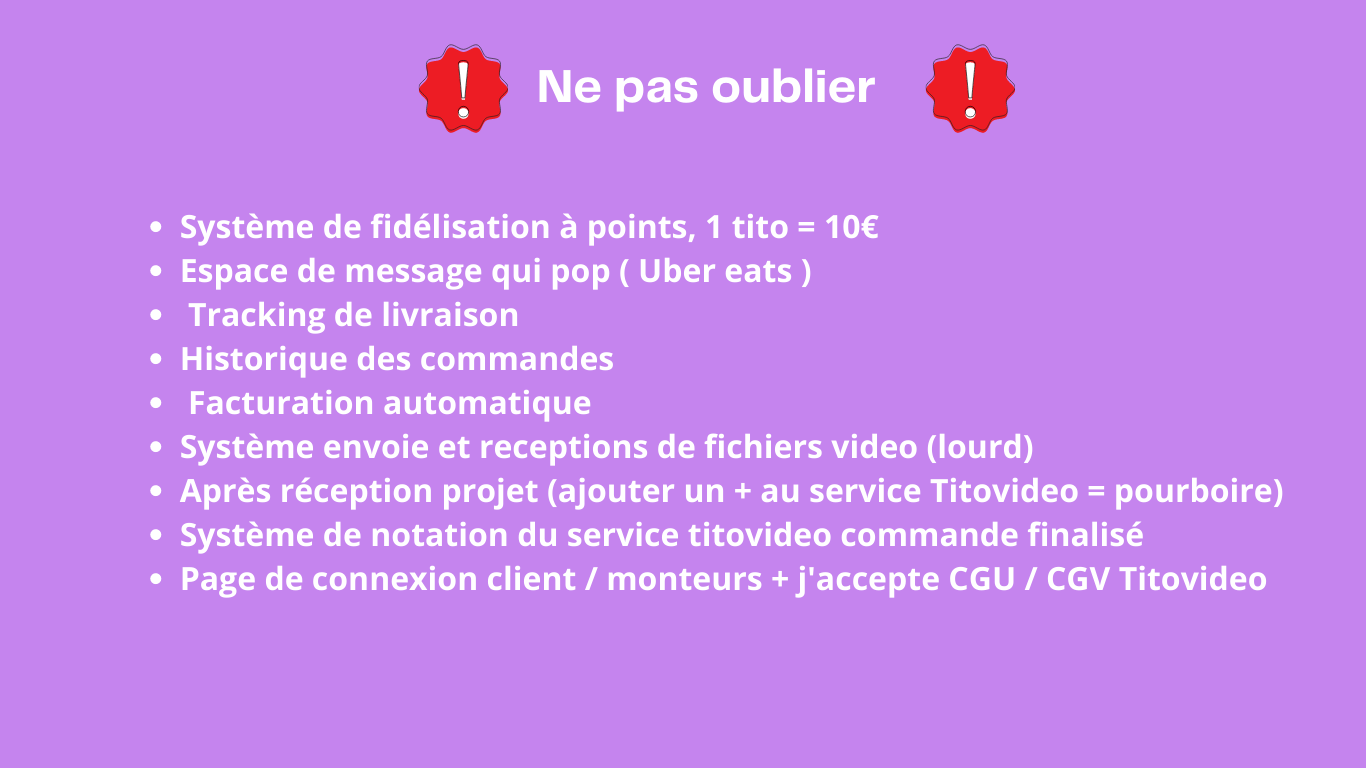 Ne pas oublier
• Système de fidélisation à points, 1 tito = 10€
• Espace de message qui pop ( Uber eats )
• Tracking de livraison
• Historique des commandes
• Facturation automatique
• Système envoie et receptions de fichiers video (lourd)
• Après réception projet (ajouter un + au service Titovideo = pourboire)
• Système de notation du service titovideo commande finalisé
• Page de connexion client / monteurs + j'accepte CGU / CGV Titovideo